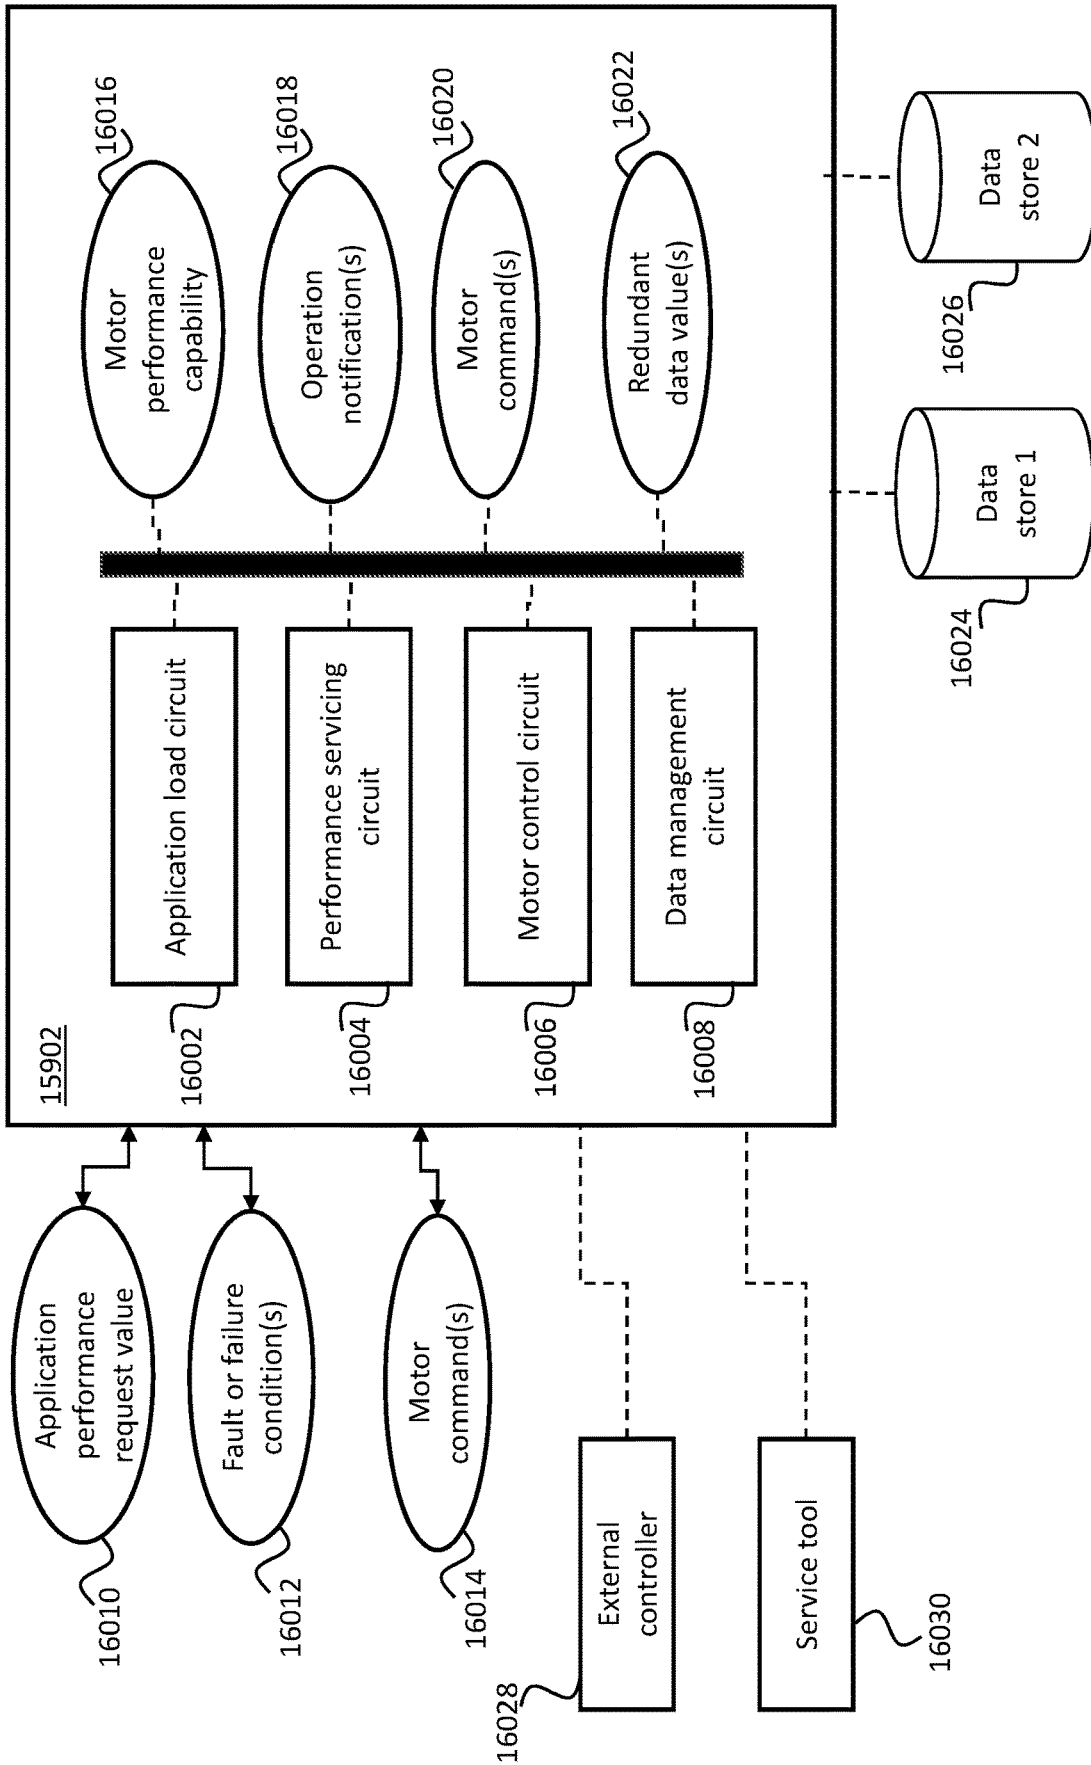 15902
16002
Application load circuit
16004
Performance servicing
circuit
16006
Motor control circuit
16008
Data management
circuit
16010
Application
performance
request value
16012
Fault or failure
condition(s)
16014
Motor
command(s)
16016
Motor
performance
capability
16018
Operation
notification(s)
16020
Motor
command(s)
16022
Redundant
data value(s)
16028
External
controller
16030
Service tool
16024
Data
store 1
16026
Data
store 2